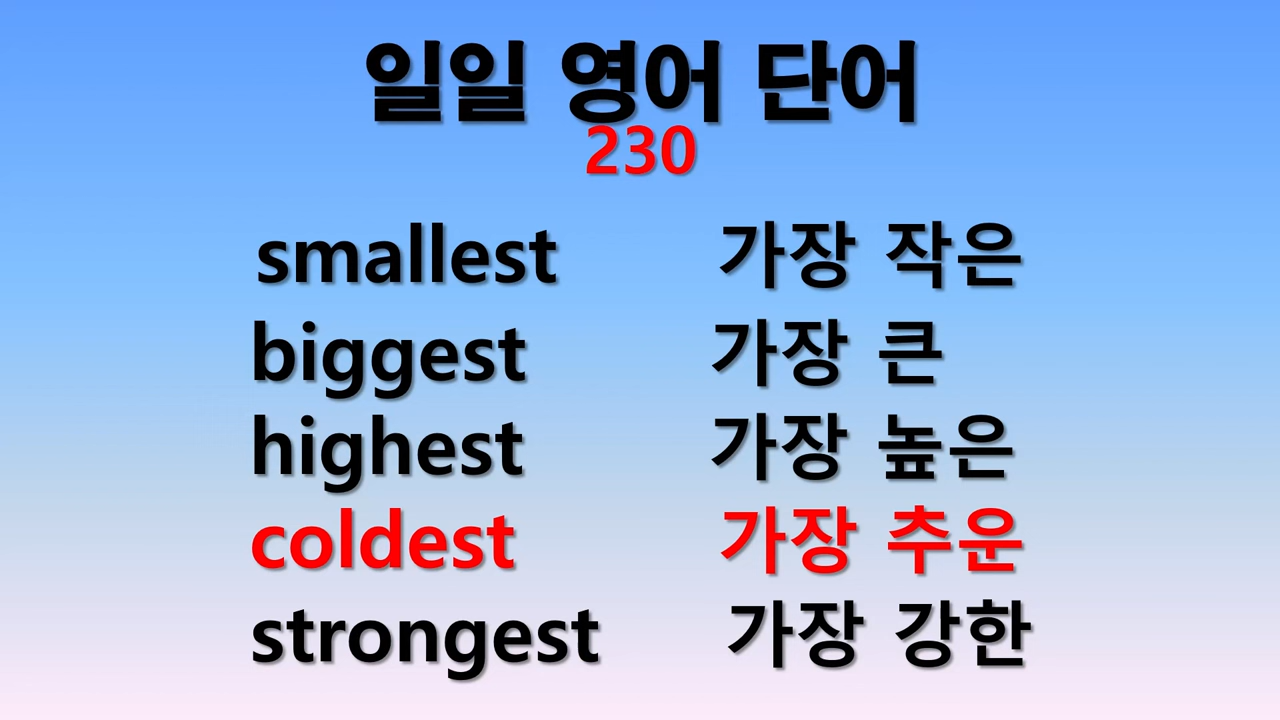 일일 영어 단어
230
smallest 가장 작은
biggest 가장 큰
highest 가장 높은
coldest 가장 추운
strongest 가장 강한